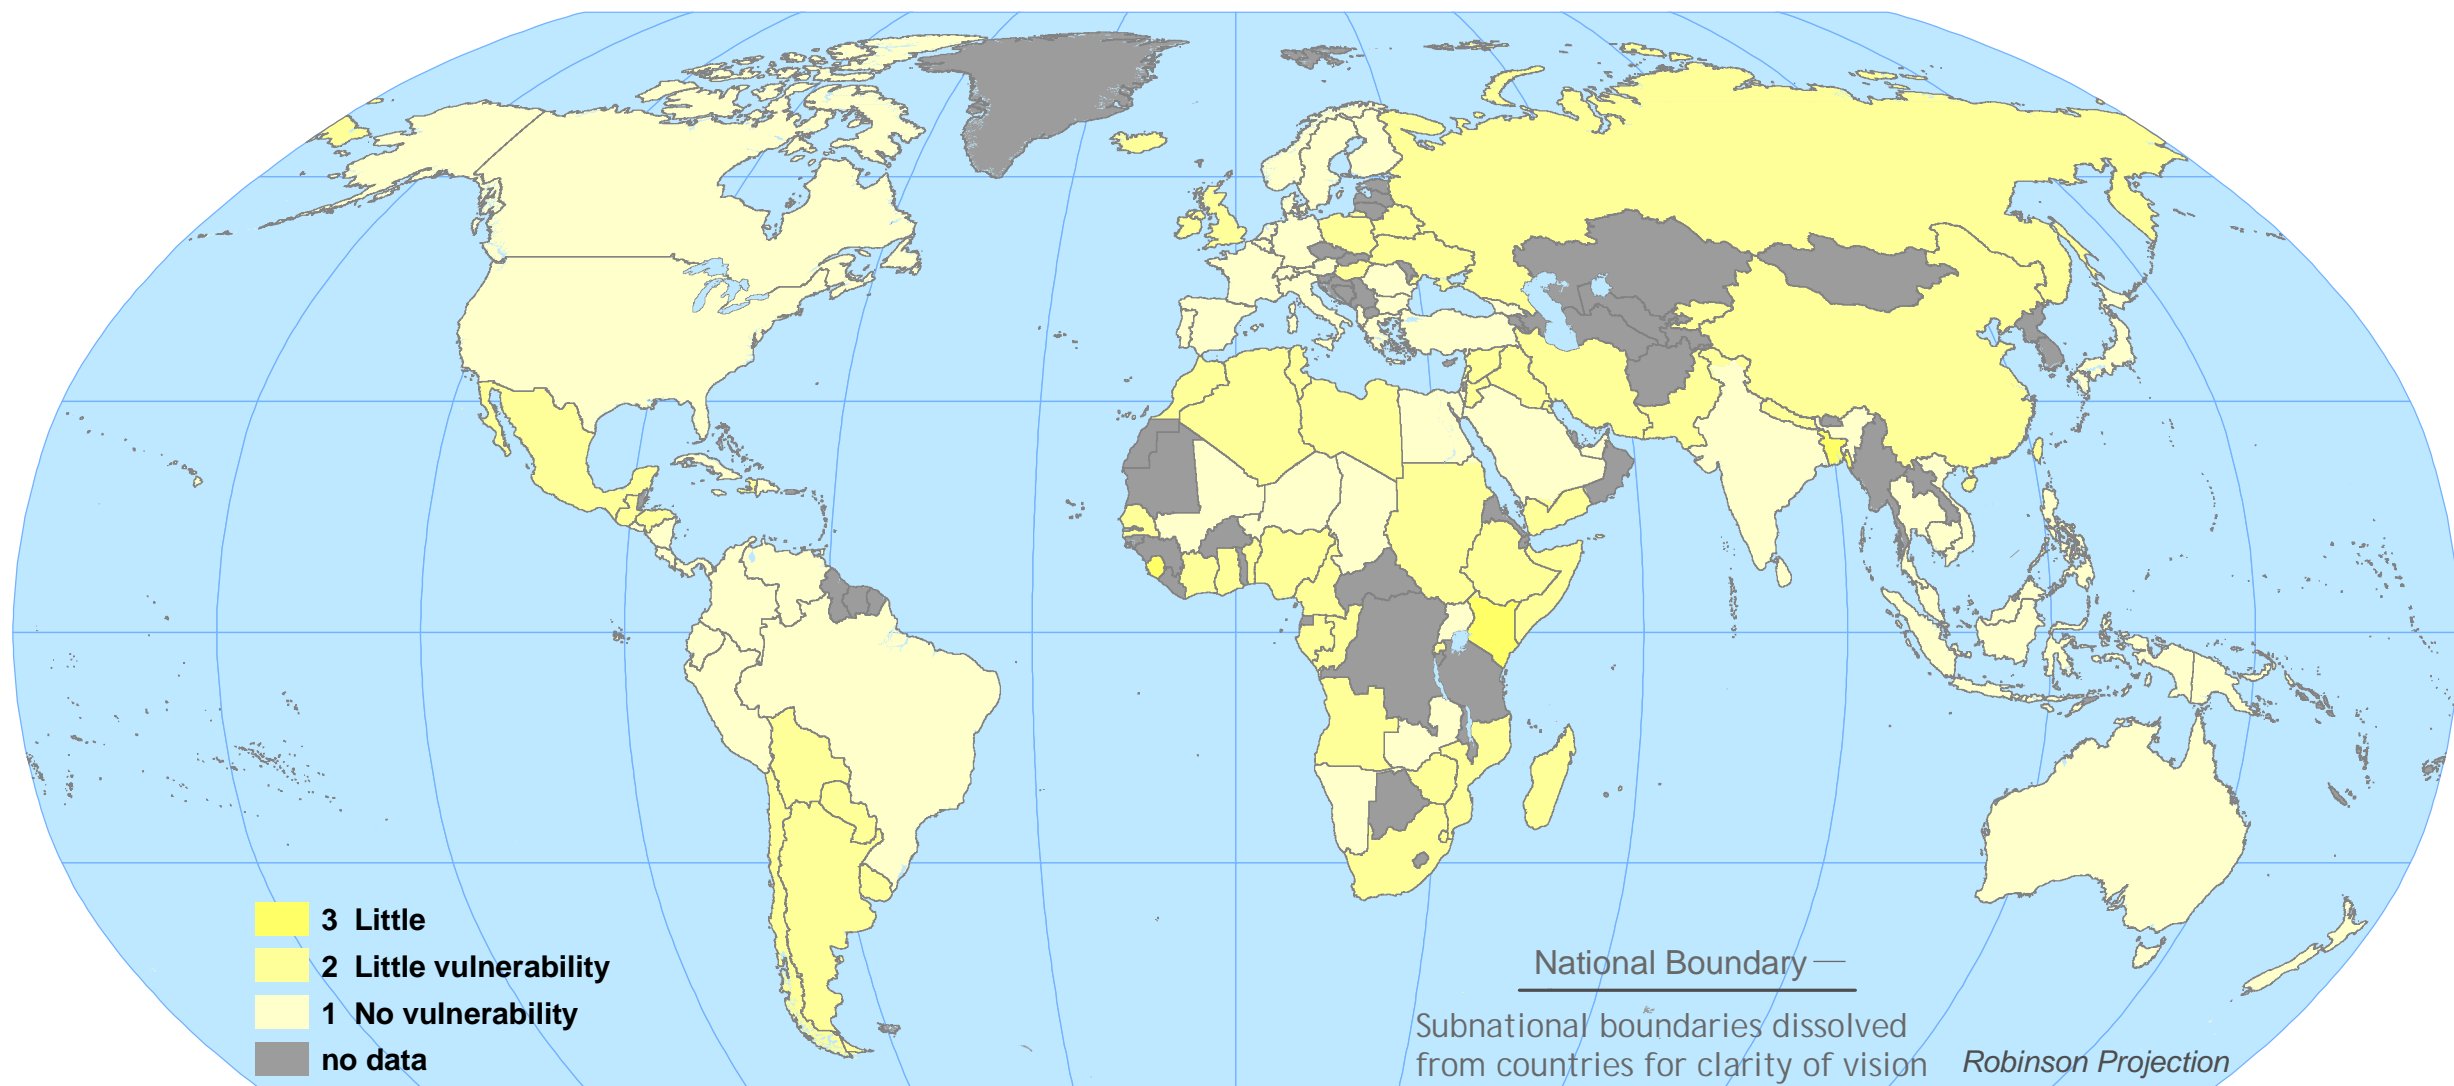 3 Little
2 Little vulnerability
1 No vulnerability
no data
National Boundary
Subnational boundaries dissolved
from countries for clarity of vision
Robinson Projection